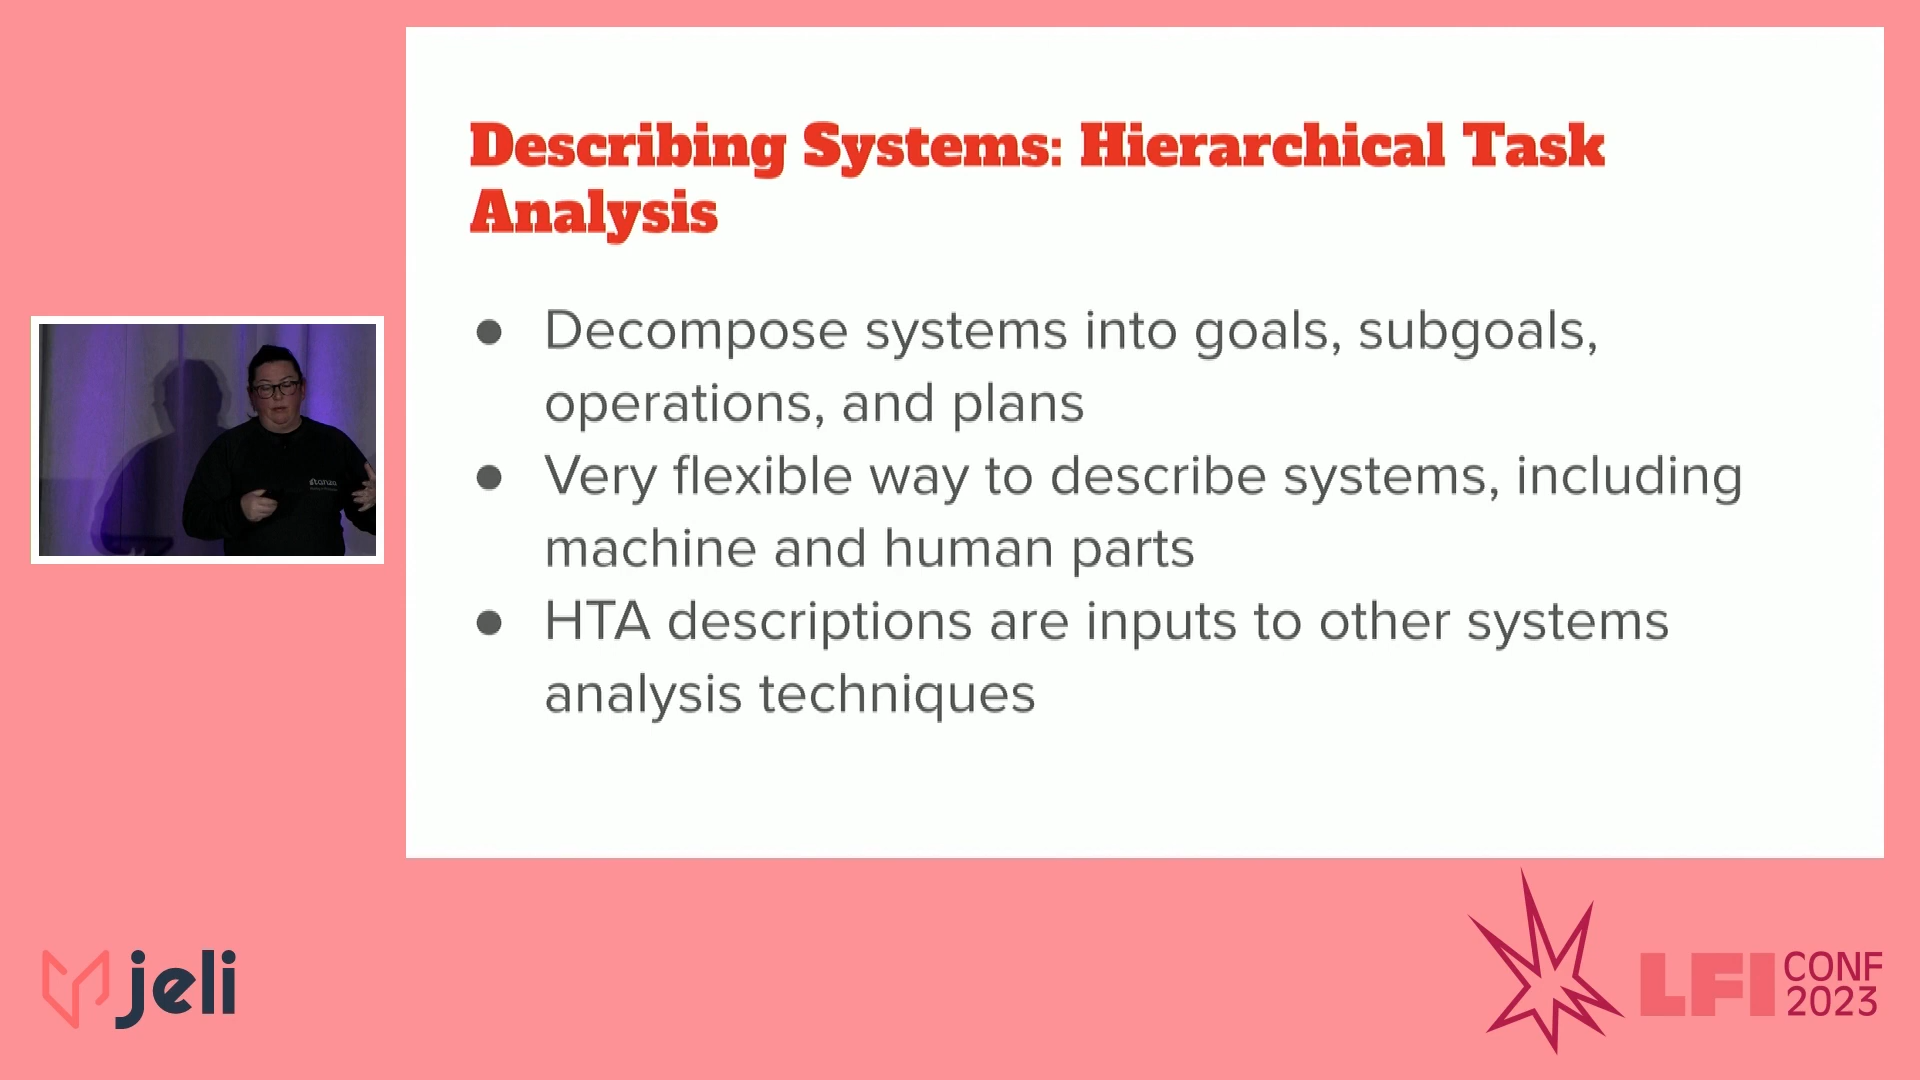 Describing Systems: Hierarchical Task
Analysis
● Decompose systems into goals, subgoals,
operations, and plans
● Very flexible way to describe systems, including
machine and human parts
● HTA descriptions are inputs to other systems
analysis techniques
stanza
jeli
LFI CONF
2023